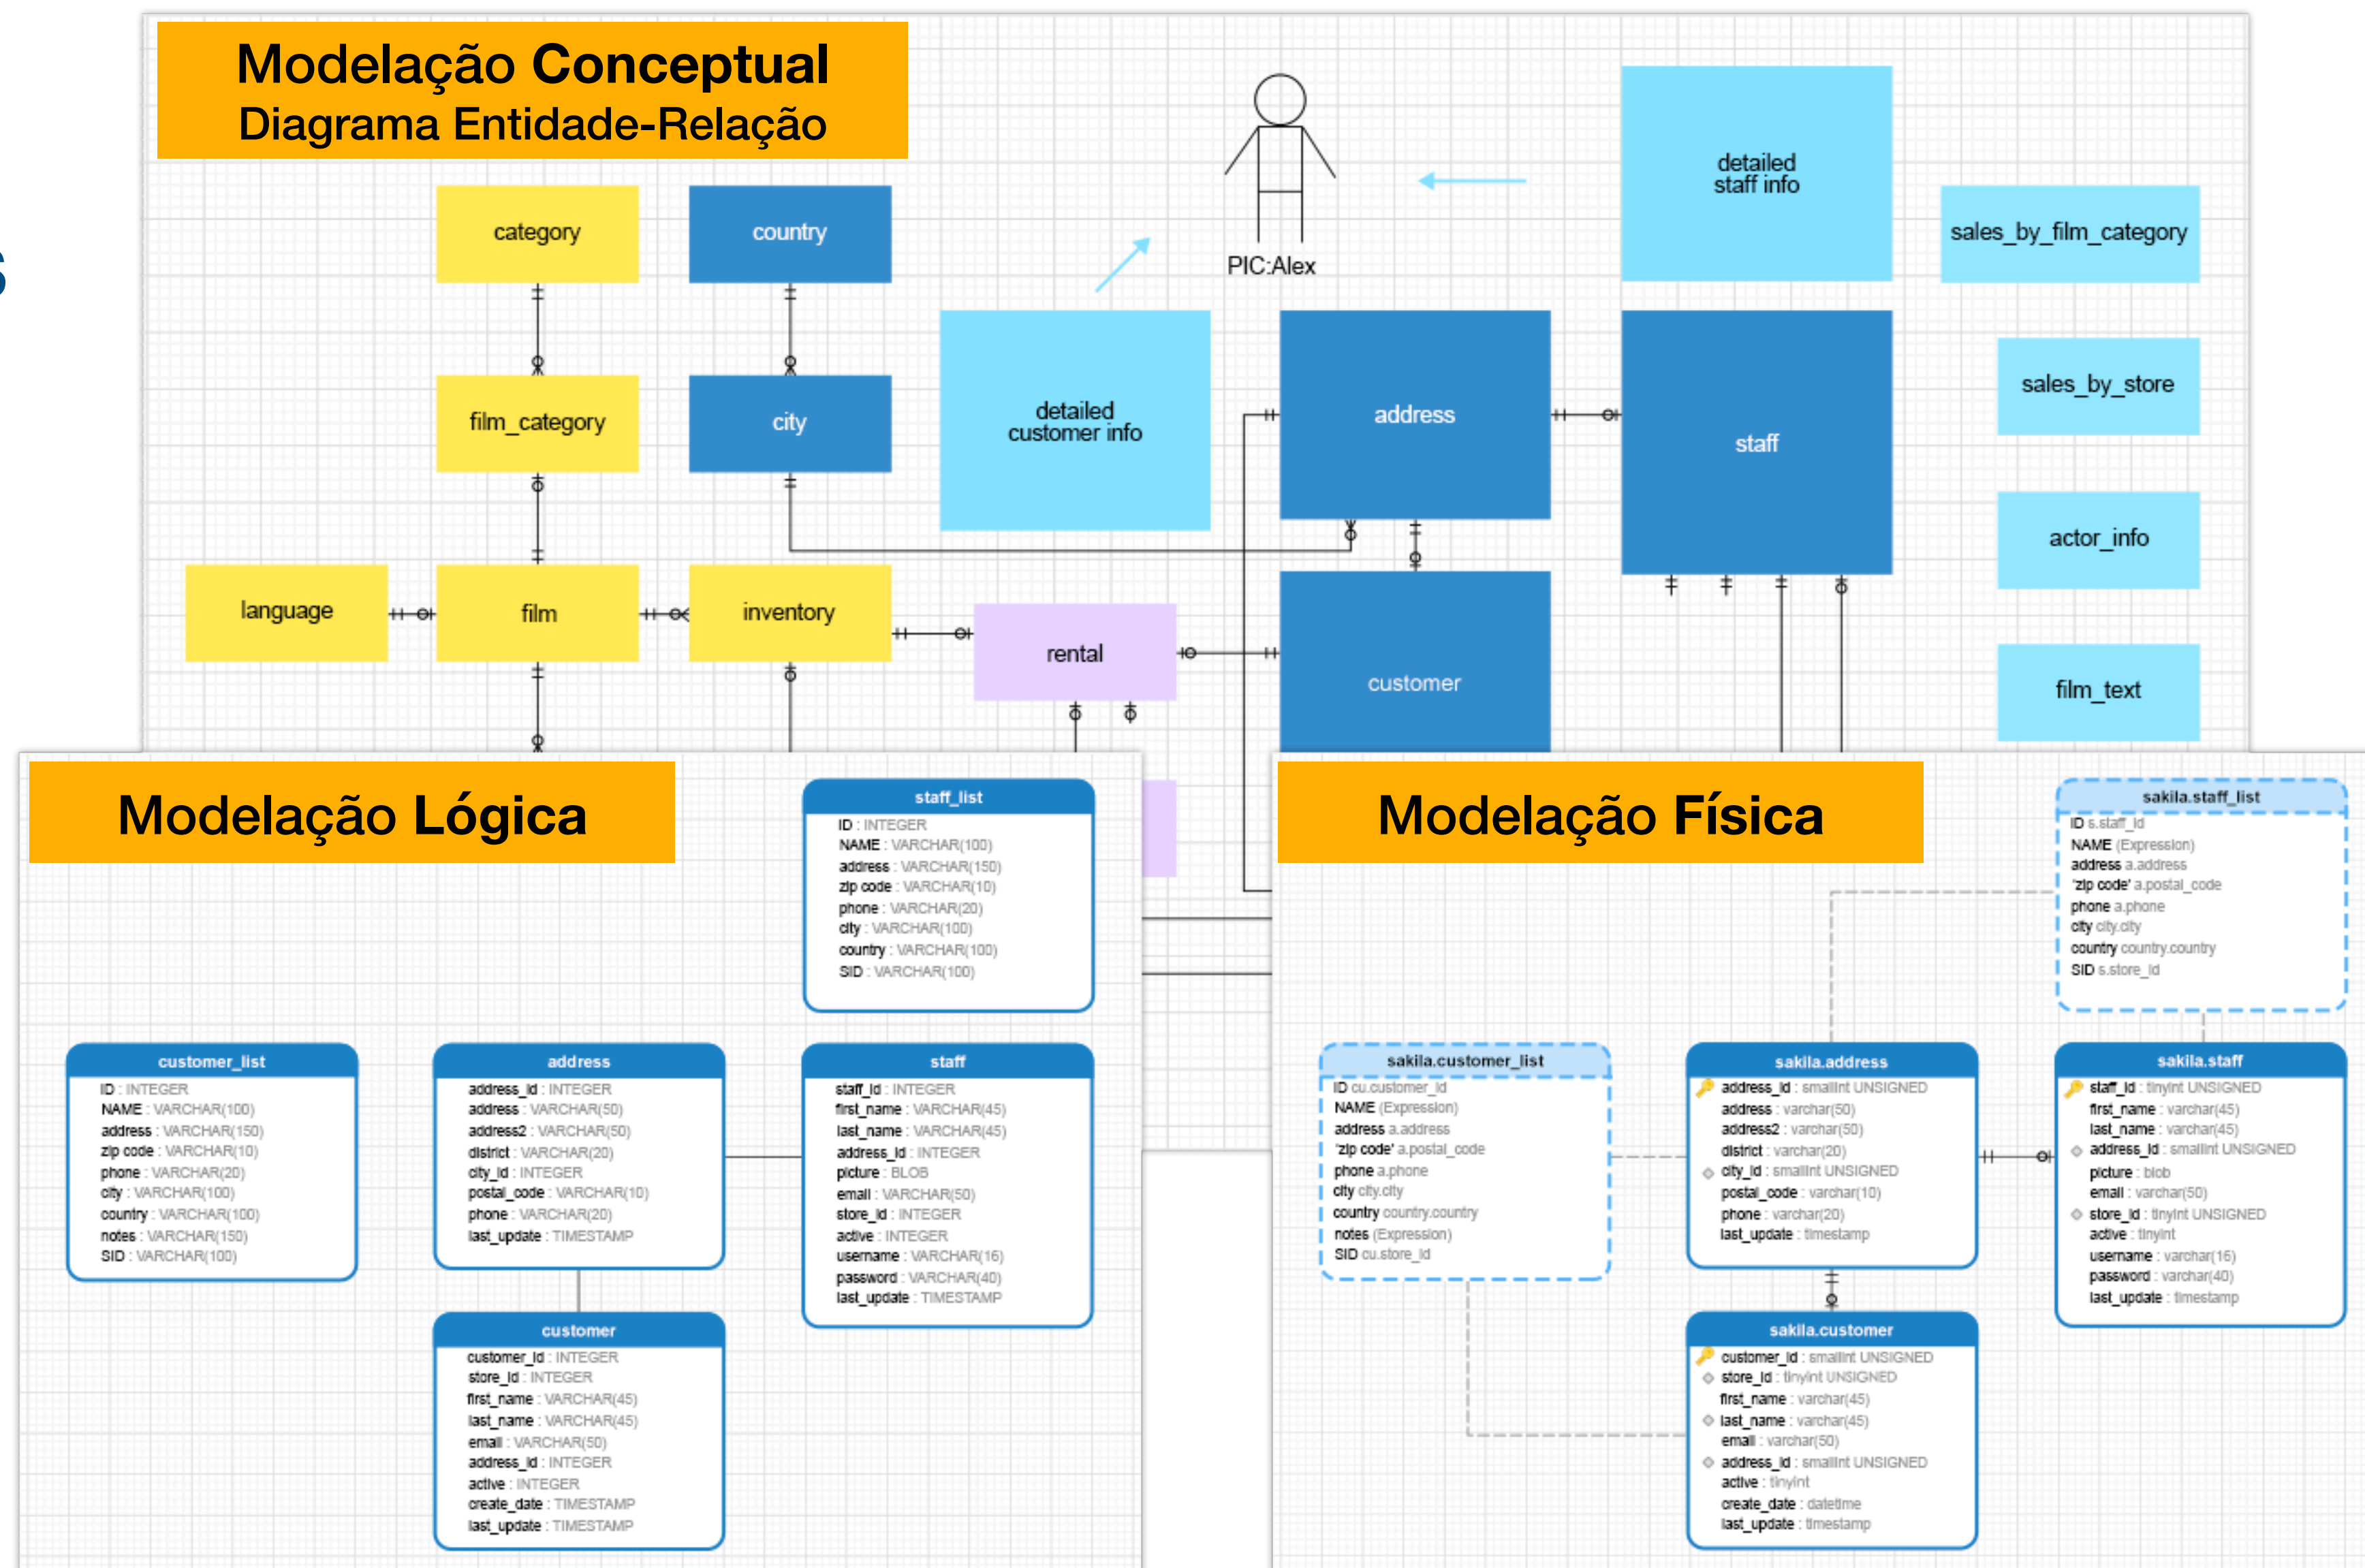 s
Modelação Conceptual
Diagrama Entidade-Relação
PIC:Alex
detailed
staff info
category
country
sales_by_film_category
film_category
city
detailed
customer info
address
staff
sales_by_store
actor_info
language
film
inventory
rental
customer
film_text
Modelação Lógica
staff_list
ID : INTEGER
NAME : VARCHAR(100)
address : VARCHAR(150)
zip code : VARCHAR(10)
phone : VARCHAR(20)
city : VARCHAR(100)
country : VARCHAR(100)
SID : VARCHAR(100)
customer_list
ID : INTEGER
NAME : VARCHAR(100)
address : VARCHAR(150)
zip code : VARCHAR(10)
phone : VARCHAR(20)
city : VARCHAR(100)
country : VARCHAR(100)
notes : VARCHAR(150)
SID : VARCHAR(100)
address
address_id : INTEGER
address : VARCHAR(50)
address2 : VARCHAR(50)
district : VARCHAR(20)
city_id : INTEGER
postal_code : VARCHAR(10)
phone : VARCHAR(20)
last_update : TIMESTAMP
staff
staff_id : INTEGER
first_name : VARCHAR(45)
last_name : VARCHAR(45)
address_id : INTEGER
picture : BLOB
email : VARCHAR(50)
store_id : INTEGER
active : INTEGER
username : VARCHAR(16)
password : VARCHAR(40)
last_update : TIMESTAMP
customer
customer_id : INTEGER
store_id : INTEGER
first_name : VARCHAR(45)
last_name : VARCHAR(45)
email : VARCHAR(50)
address_id : INTEGER
active : INTEGER
create_date : TIMESTAMP
last_update : TIMESTAMP
Modelação Física
sakila.staff_list
ID s.staff_id
NAME (Expression)
address a.address
'zip code' a.postal_code
phone a.phone
city city.city
country country.country
SID s.store_id
sakila.customer_list
ID cu.customer_id
NAME (Expression)
address a.address
'zip code' a.postal_code
phone a.phone
city city.city
country country.country
notes (Expression)
SID cu.store_id
sakila.address
address_id : smallint UNSIGNED
address : varchar(50)
address2 : varchar(50)
district : varchar(20)
city_id : smallint UNSIGNED
postal_code : varchar(10)
phone : varchar(20)
last_update : timestamp
sakila.staff
staff_id : tinyint UNSIGNED
first_name : varchar(45)
last_name : varchar(45)
address_id : smallint UNSIGNED
picture : blob
email : varchar(50)
store_id : tinyint UNSIGNED
active : tinyint
username : varchar(16)
password : varchar(40)
last_update : timestamp
sakila.customer
customer_id : smallint UNSIGNED
store_id : tinyint UNSIGNED
first_name : varchar(45)
last_name : varchar(45)
email : varchar(50)
address_id : smallint UNSIGNED
active : tinyint
create_date : datetime
last_update : timestamp